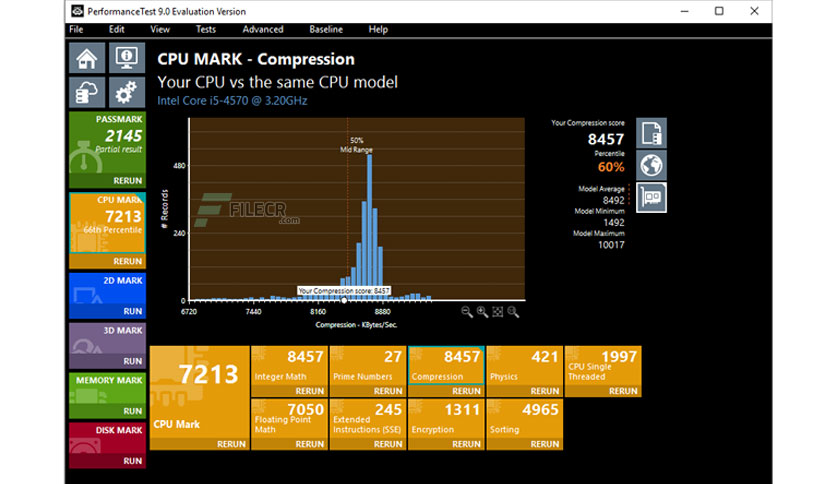 PerformanceTest 9.0 Evaluation Version
File Edit View Tests Advanced Baseline Help
CPU MARK - Compression
Your CPU vs the same CPU model
Intel Core i5-4570 @ 3.20GHz
PASSMARK
2145
Partial result
RERUN
CPU MARK
7213
66th Percentile
RERUN
2D MARK
RUN
3D MARK
RUN
MEMORY MARK
RUN
DISK MARK
RUN
50%
Mid Range
480
240
0
# Records
FILECR
.com
Your Compression score: 8457
6720 7440 8160 8880
Compression - KBytes/Sec.
Your Compression score
8457
Percentile
60%
Model Average
8492
Model Minimum
1492
Model Maximum
10017
7213
CPU Mark
RERUN
8457
Integer Math
RERUN
27
Prime Numbers
RERUN
8457
Compression
RERUN
421
Physics
RERUN
1997
CPU Single
Threaded
RERUN
7050
Floating Point
Math
RERUN
245
Extended
Instructions (SSE)
RERUN
1311
Encryption
RERUN
4965
Sorting
RERUN